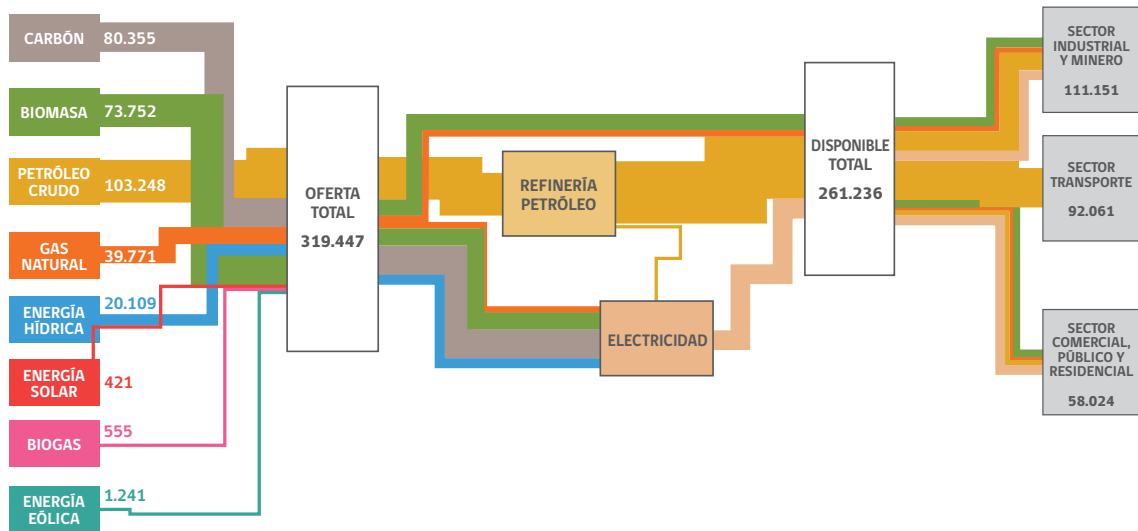 CARBÓN
80.355
BIOMASA
73.752
PETRÓLEO
CRUDO
103.248
GAS
NATURAL
39.771
ENERGÍA
HÍDRICA
20.109
ENERGÍA
SOLAR
421
BIOGAS
555
ENERGÍA
EÓLICA
1.241
OFERTA
TOTAL
319.447
REFINERÍA
PETRÓLEO
ELECTRICIDAD
DISPONIBLE
TOTAL
261.236
SECTOR
INDUSTRIAL
Y MINERO
111.151
SECTOR
TRANSPORTE
92.061
SECTOR
COMERCIAL,
PÚBLICO Y
RESIDENCIAL
58.024